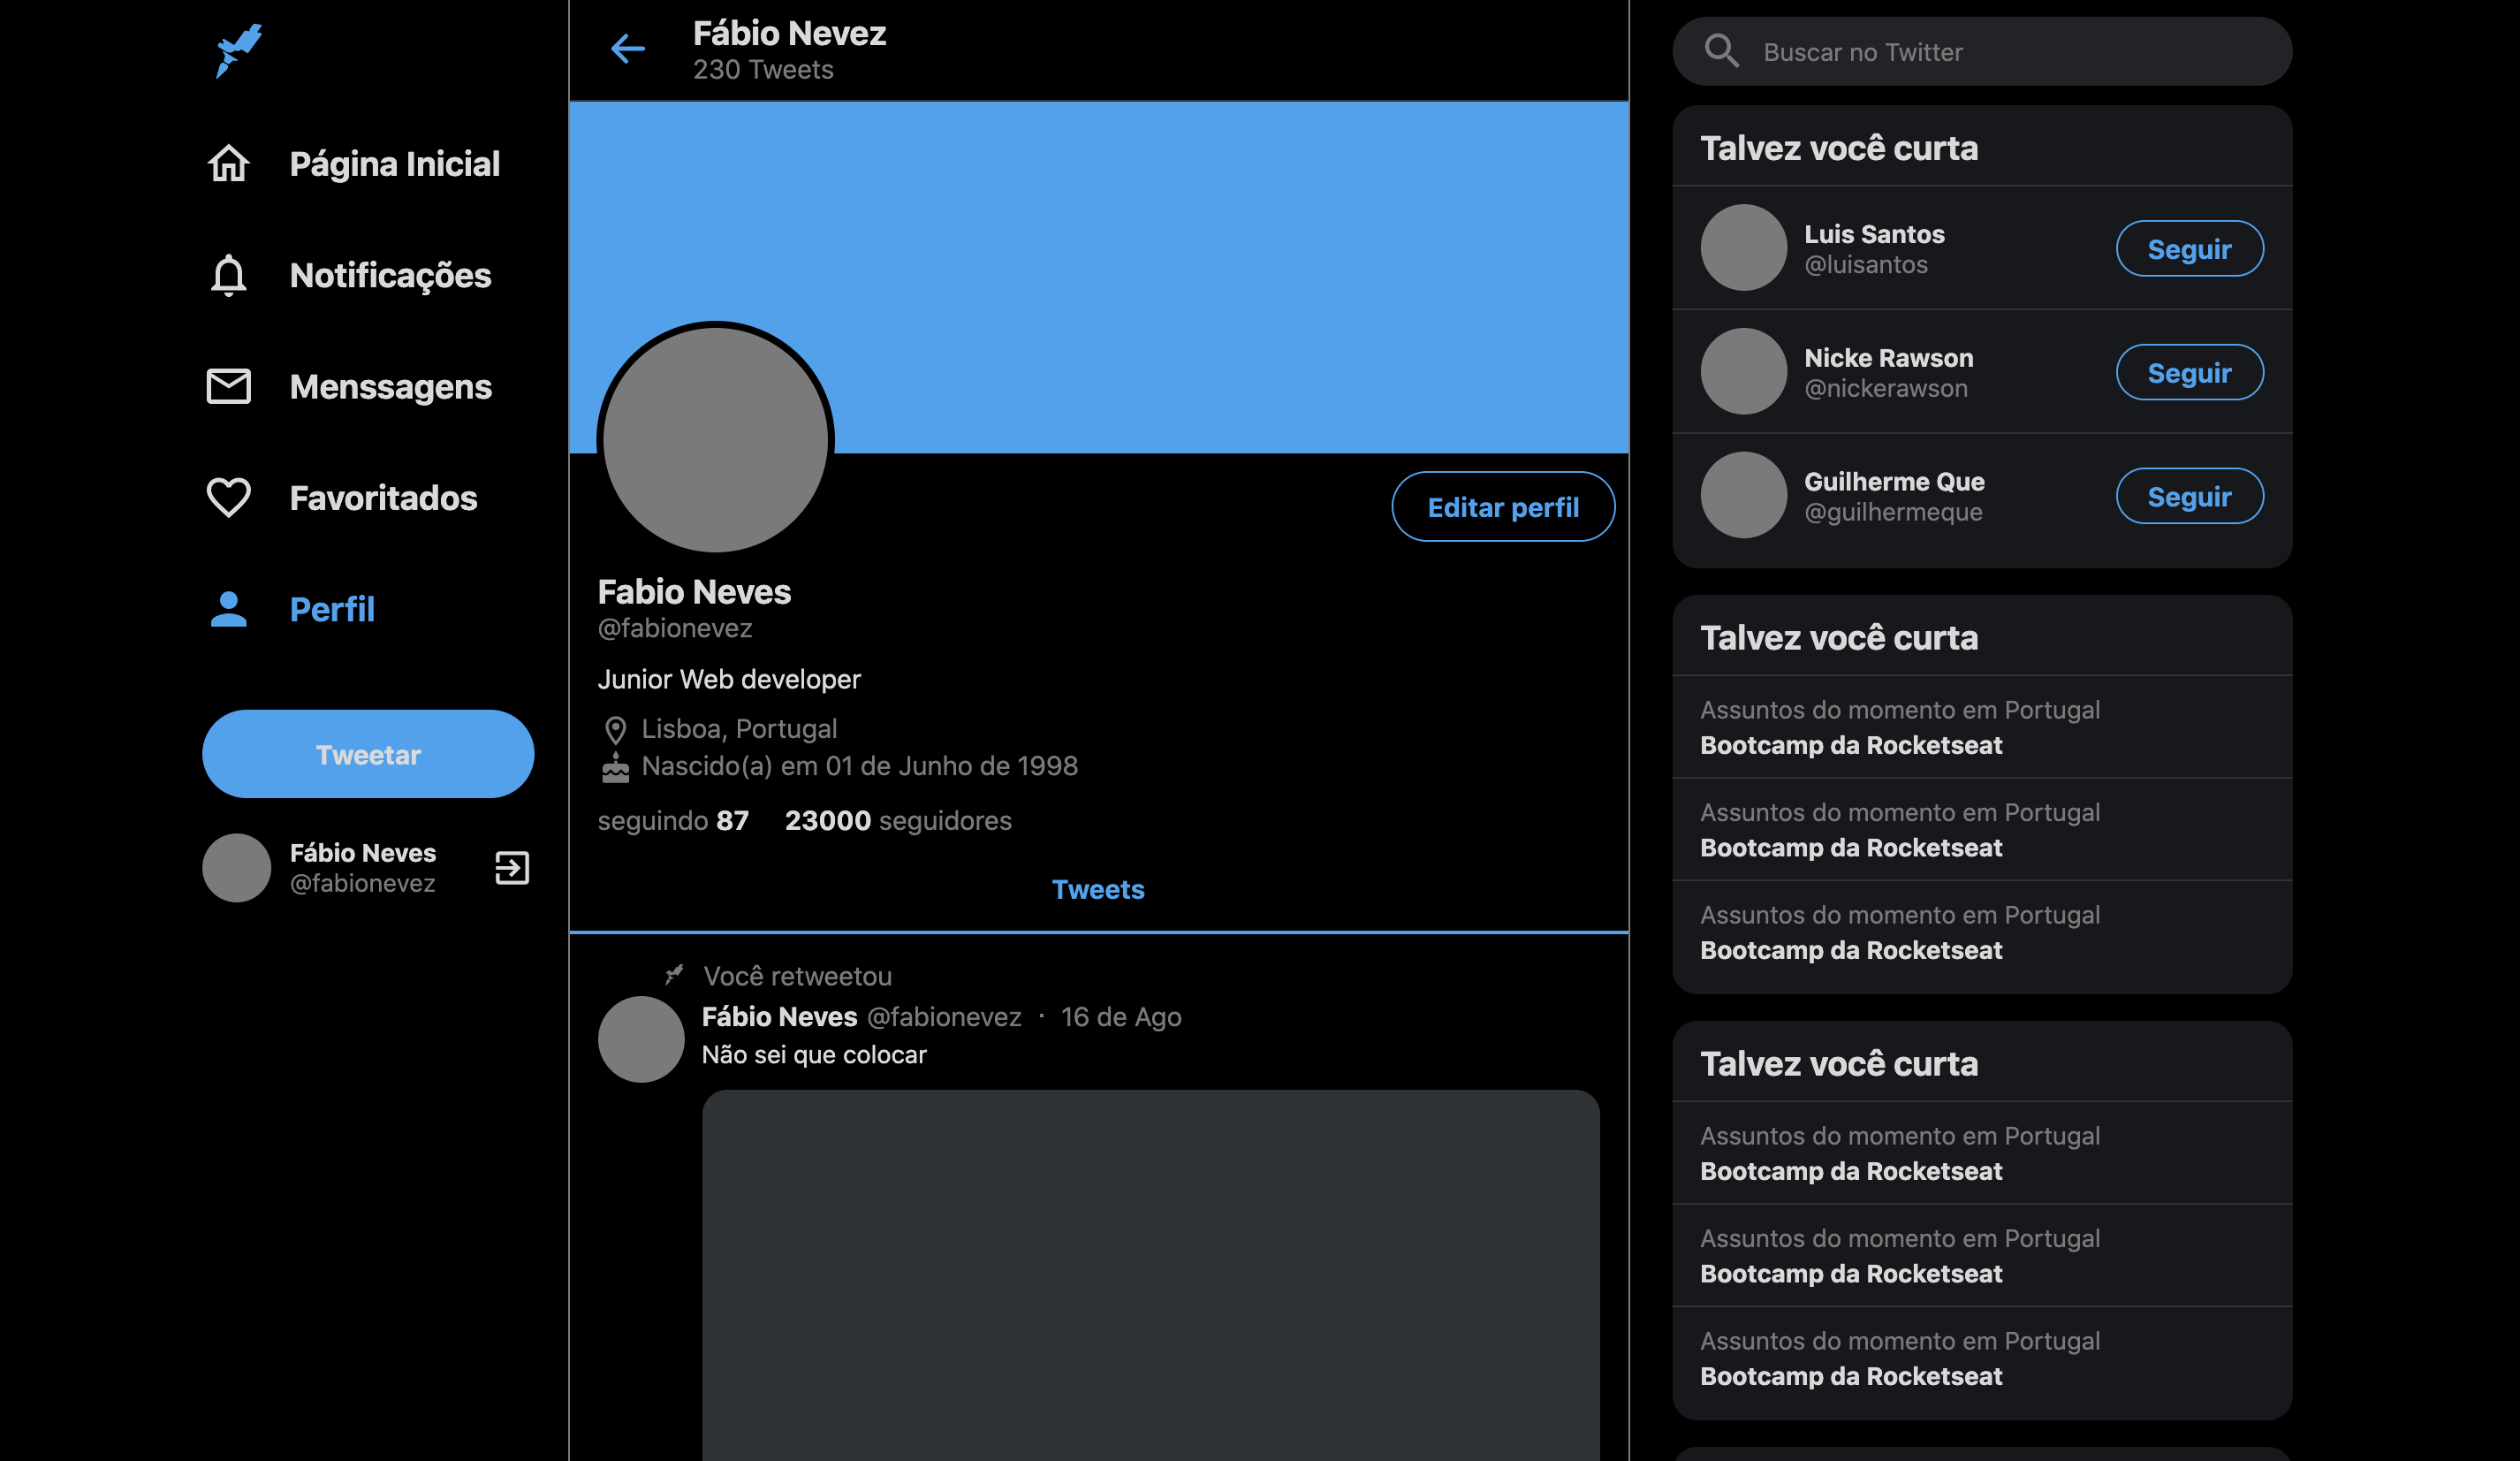 Página Inicial
Notificações
Menssagens
Favoritados
Perfil
Tweetar
Fábio Neves
@fabionevez
Fábio Nevez
230 Tweets
Editar perfil
Fabio Neves
@fabionevez
Junior Web developer
Lisboa, Portugal
Nascido(a) em 01 de Junho de 1998
seguindo 87 23000 seguidores
Tweets
Você retweetou
Fábio Neves @fabionevez · 16 de Ago
Não sei que colocar
Buscar no Twitter
Talvez você curta
Luis Santos
@luisantos
Seguir
Nicke Rawson
@nickerawson
Seguir
Guilherme Que
@guilhermeque
Seguir
Talvez você curta
Assuntos do momento em Portugal
Bootcamp da Rocketseat
Assuntos do momento em Portugal
Bootcamp da Rocketseat
Assuntos do momento em Portugal
Bootcamp da Rocketseat
Talvez você curta
Assuntos do momento em Portugal
Bootcamp da Rocketseat
Assuntos do momento em Portugal
Bootcamp da Rocketseat
Assuntos do momento em Portugal
Bootcamp da Rocketseat